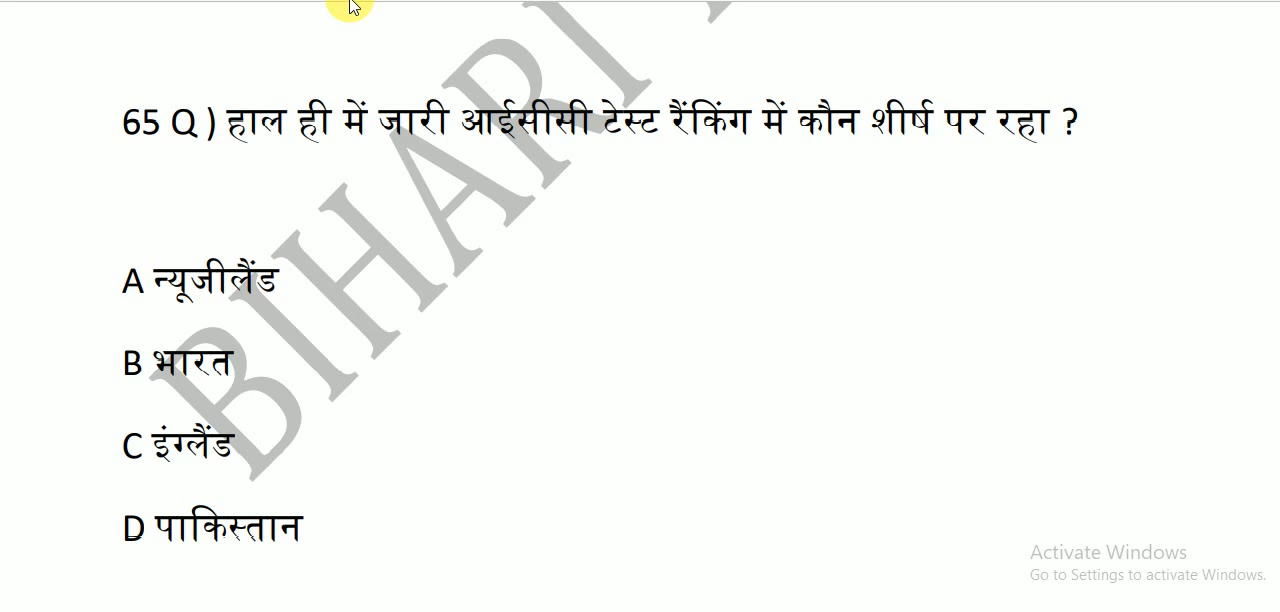 65 Q ) हाल ही में जारी आईसीसी टेस्ट रैंकिंग में कौन शीर्ष पर रहा ?
A न्यूजीलैंड
B भारत
C इंग्लैंड
D पाकिस्तान
BIHARI
Activate Windows
Go to Settings to activate Windows.